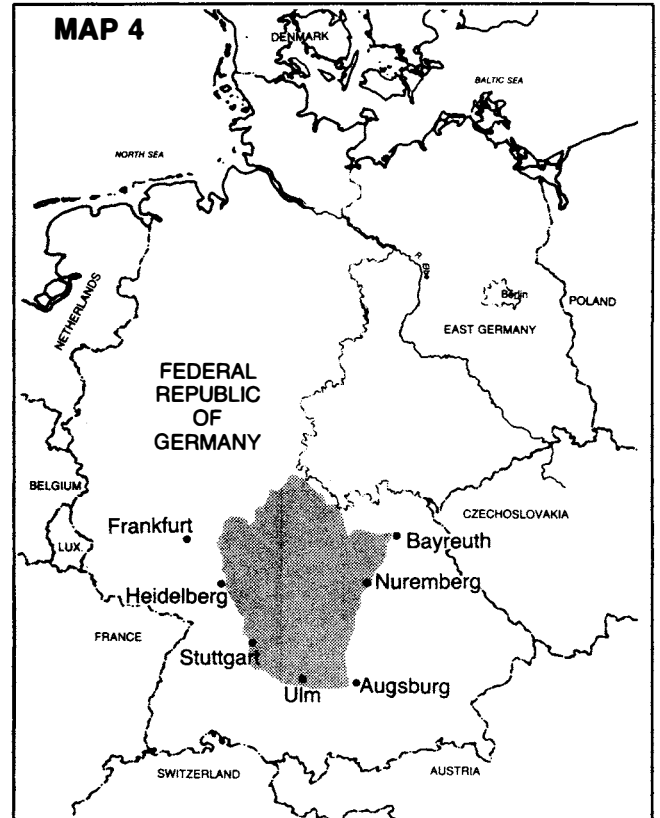 MAP 4
DENMARK
BALTIC SEA
NORTH SEA
NETHERLANDS
R. Elbe
Berlin
POLAND
EAST GERMANY
FEDERAL
REPUBLIC
OF
GERMANY
BELGIUM
LUX.
CZECHOSLOVAKIA
Frankfurt
Bayreuth
Heidelberg
Nuremberg
FRANCE
Stuttgart
Ulm
Augsburg
SWITZERLAND
AUSTRIA